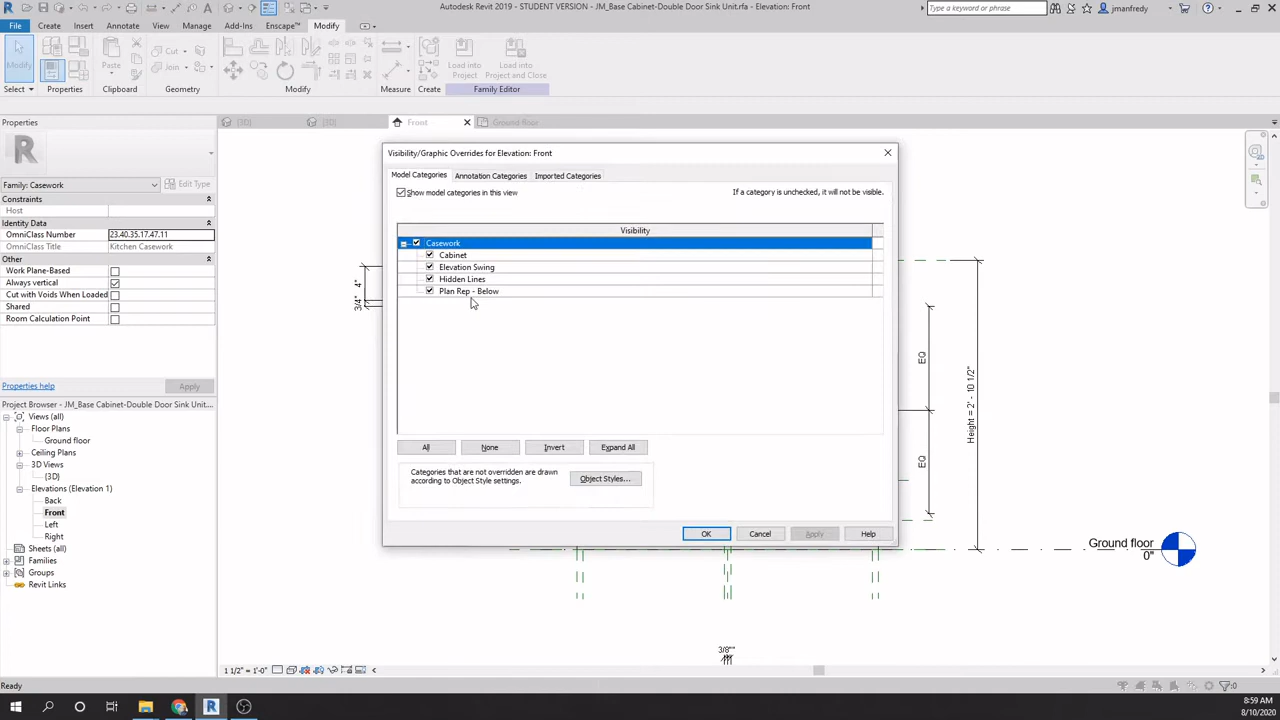 Autodesk Revit 2019 - STUDENT VERSION - JM_Base Cabinet-Double Door Sink Unit.rfa - Elevation: Front
Type a keyword or phrase
jmanfredy
File Create Insert Annotate View Manage Add-Ins Enscape™ Modify
Modify
Paste
Cut
Join
Load into Project
Load into Project and Close
Select Properties Clipboard Geometry Modify Measure Create Family Editor
Properties
{3D} {3D} Front Ground floor
Family: Casework
Edit Type
Constraints
Host
Identity Data
OmniClass Number 23.40.35.17.47.11
OmniClass Title Kitchen Casework
Other
Work Plane-Based
Always vertical
Cut with Voids When Loaded
Shared
Room Calculation Point
Properties help
Apply
Project Browser - JM_Base Cabinet-Double Door Sink Unit....
Views (all)
Floor Plans
Ground floor
Ceiling Plans
3D Views
{3D}
Elevations (Elevation 1)
Back
Front
Left
Right
Sheets (all)
Families
Groups
Revit Links
Visibility/Graphic Overrides for Elevation: Front
Model Categories Annotation Categories Imported Categories
Show model categories in this view
If a category is unchecked, it will not be visible.
Visibility
Casework
Cabinet
Elevation Swing
Hidden Lines
Plan Rep - Below
All None Invert Expand All
Categories that are not overridden are drawn according to Object Style settings.
Object Styles...
OK Cancel Apply Help
4"
3/4"
EQ
EQ
Height = 2' - 10 1/2"
Ground floor
0"
3/8"
1 1/2" = 1'-0"
Ready
:0
8:59 AM
8/10/2020